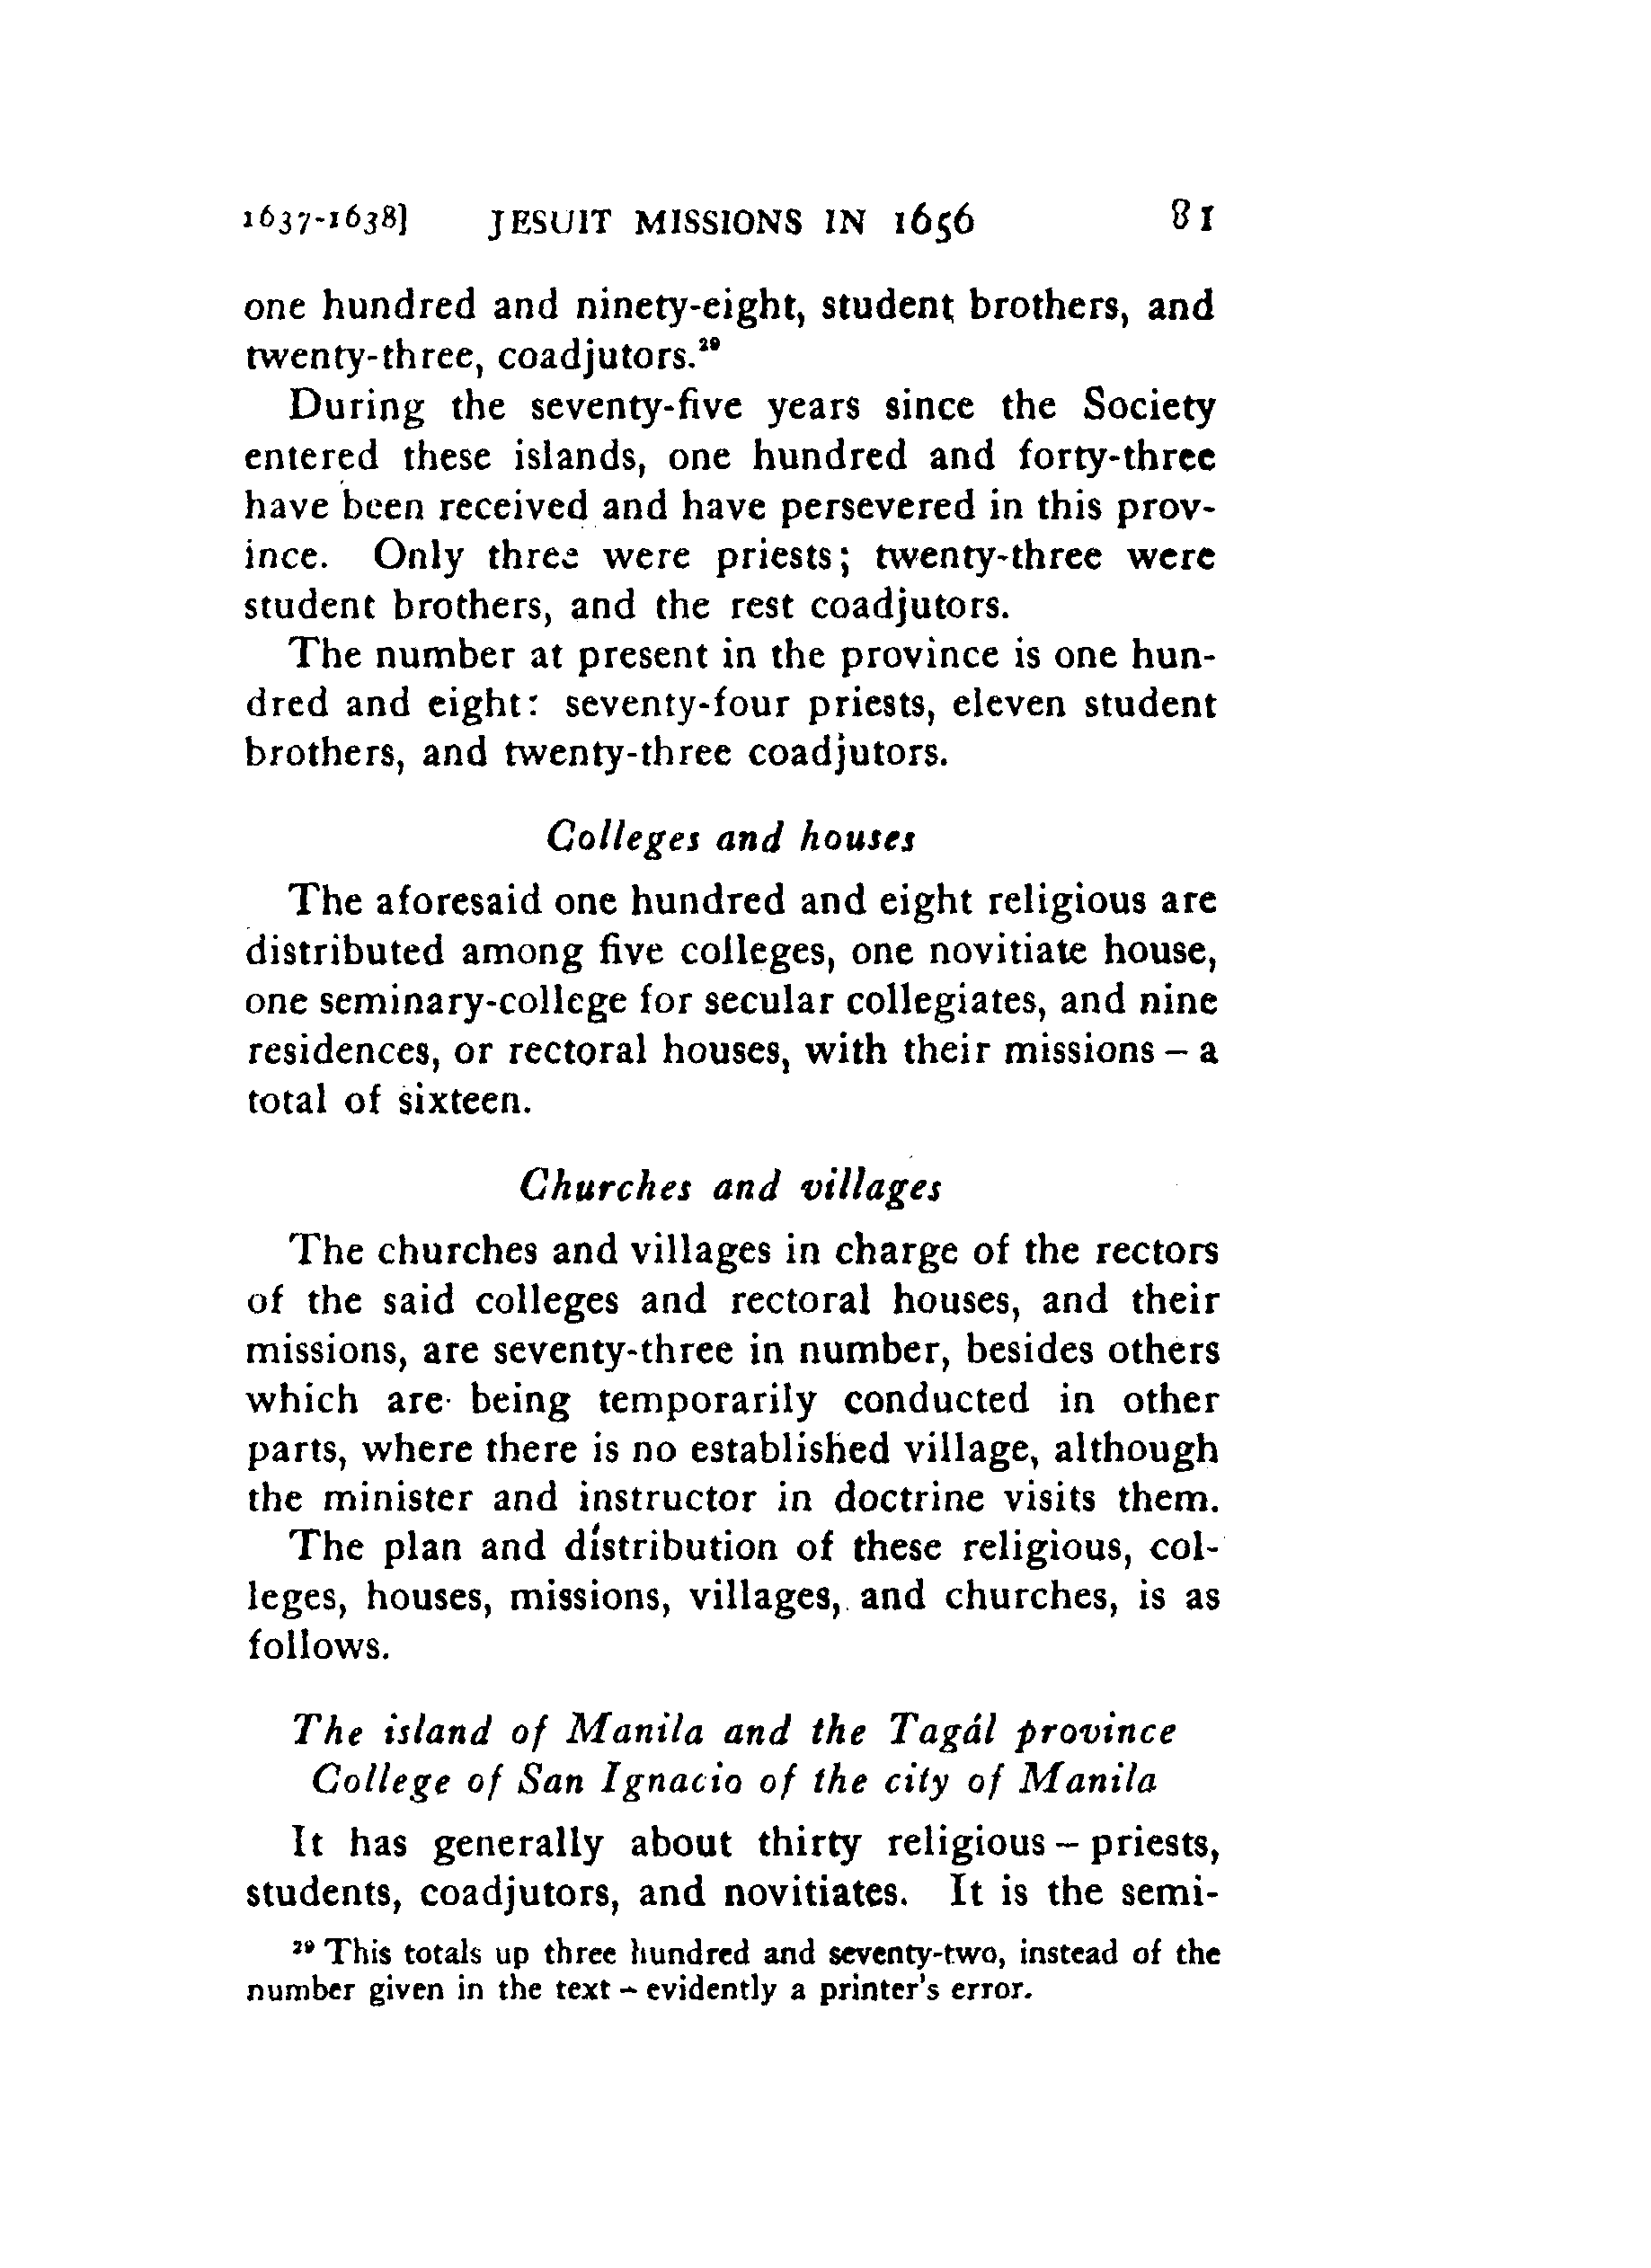 1637-1638] JESUIT MISSIONS IN 1656 81
one hundred and ninety-eight, student brothers, and
twenty-three, coadjutors.²⁹
During the seventy-five years since the Society
entered these islands, one hundred and forty-three
have been received and have persevered in this prov-
ince. Only three were priests; twenty-three were
student brothers, and the rest coadjutors.
The number at present in the province is one hun-
dred and eight: seventy-four priests, eleven student
brothers, and twenty-three coadjutors.
Colleges and houses
The aforesaid one hundred and eight religious are
distributed among five colleges, one novitiate house,
one seminary-college for secular collegiates, and nine
residences, or rectoral houses, with their missions – a
total of sixteen.
Churches and villages
The churches and villages in charge of the rectors
of the said colleges and rectoral houses, and their
missions, are seventy-three in number, besides others
which are being temporarily conducted in other
parts, where there is no established village, although
the minister and instructor in doctrine visits them.
The plan and distribution of these religious, col-
leges, houses, missions, villages, and churches, is as
follows.
The island of Manila and the Tagál province
College of San Ignacio of the city of Manila
It has generally about thirty religious – priests,
students, coadjutors, and novitiates. It is the semi-
²⁹ This totals up three hundred and seventy-two, instead of the
number given in the text – evidently a printer's error.